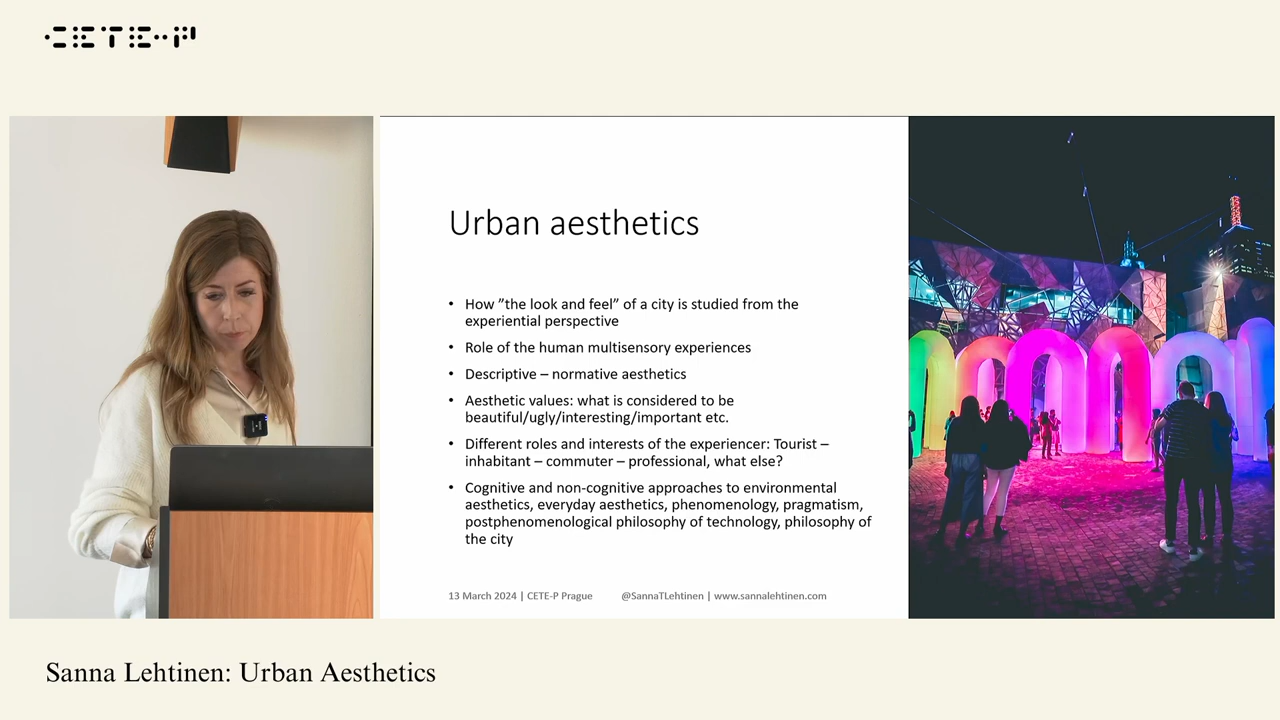 CETE-P
Urban aesthetics
• How ”the look and feel” of a city is studied from the
experiential perspective
• Role of the human multisensory experiences
• Descriptive – normative aesthetics
• Aesthetic values: what is considered to be
beautiful/ugly/interesting/important etc.
• Different roles and interests of the experiencer: Tourist –
inhabitant – commuter – professional, what else?
• Cognitive and non-cognitive approaches to environmental
aesthetics, everyday aesthetics, phenomenology, pragmatism,
postphenomenological philosophy of technology, philosophy of
the city
13 March 2024 | CETE-P Prague @SannaTLehtinen | www.sannalehtinen.com
Sanna Lehtinen: Urban Aesthetics